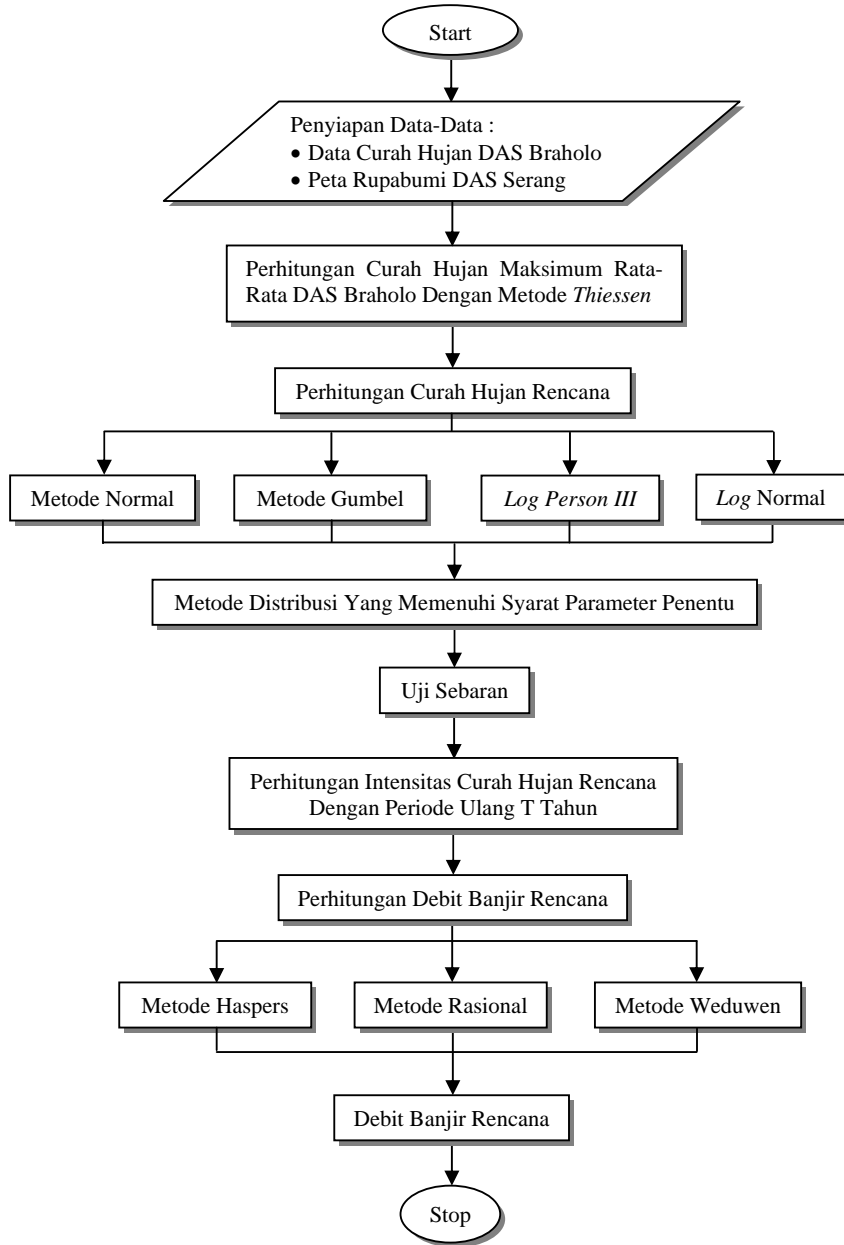 Start
Penyiapan Data-Data :
• Data Curah Hujan DAS Braholo
• Peta Rupabumi DAS Serang
Perhitungan Curah Hujan Maksimum Rata-
Rata DAS Braholo Dengan Metode Thiessen
Perhitungan Curah Hujan Rencana
Metode Normal
Metode Gumbel
Log Person III
Log Normal
Metode Distribusi Yang Memenuhi Syarat Parameter Penentu
Uji Sebaran
Perhitungan Intensitas Curah Hujan Rencana
Dengan Periode Ulang T Tahun
Perhitungan Debit Banjir Rencana
Metode Haspers
Metode Rasional
Metode Weduwen
Debit Banjir Rencana
Stop